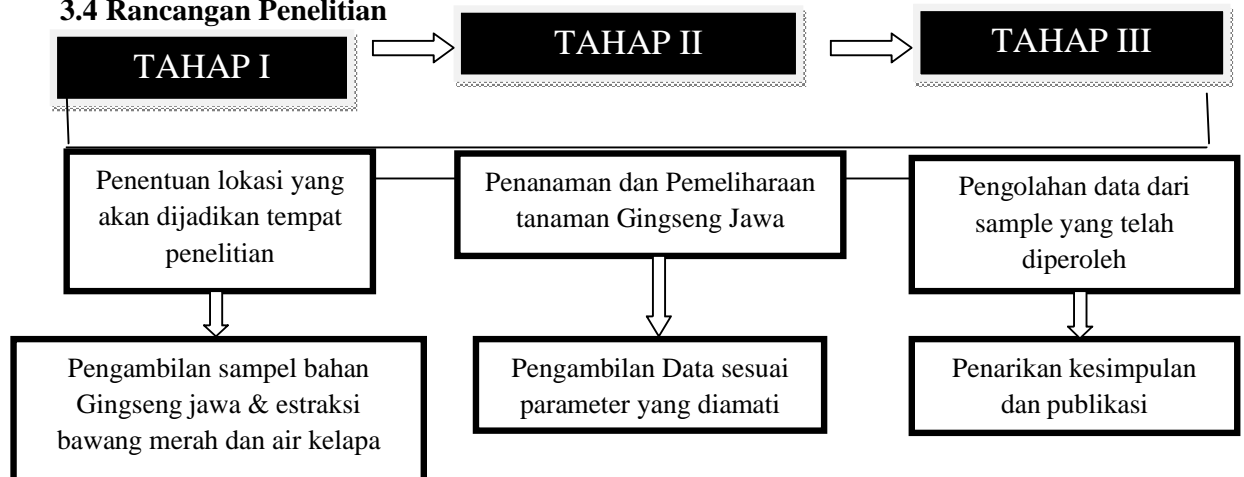 3.4 Rancangan Penelitian
TAHAP I
TAHAP II
TAHAP III
Penentuan lokasi yang
akan dijadikan tempat
penelitian
Penanaman dan Pemeliharaan
tanaman Gingseng Jawa
Pengolahan data dari
sample yang telah
diperoleh
Pengambilan sampel bahan
Gingseng jawa & estraksi
bawang merah dan air kelapa
Pengambilan Data sesuai
parameter yang diamati
Penarikan kesimpulan
dan publikasi